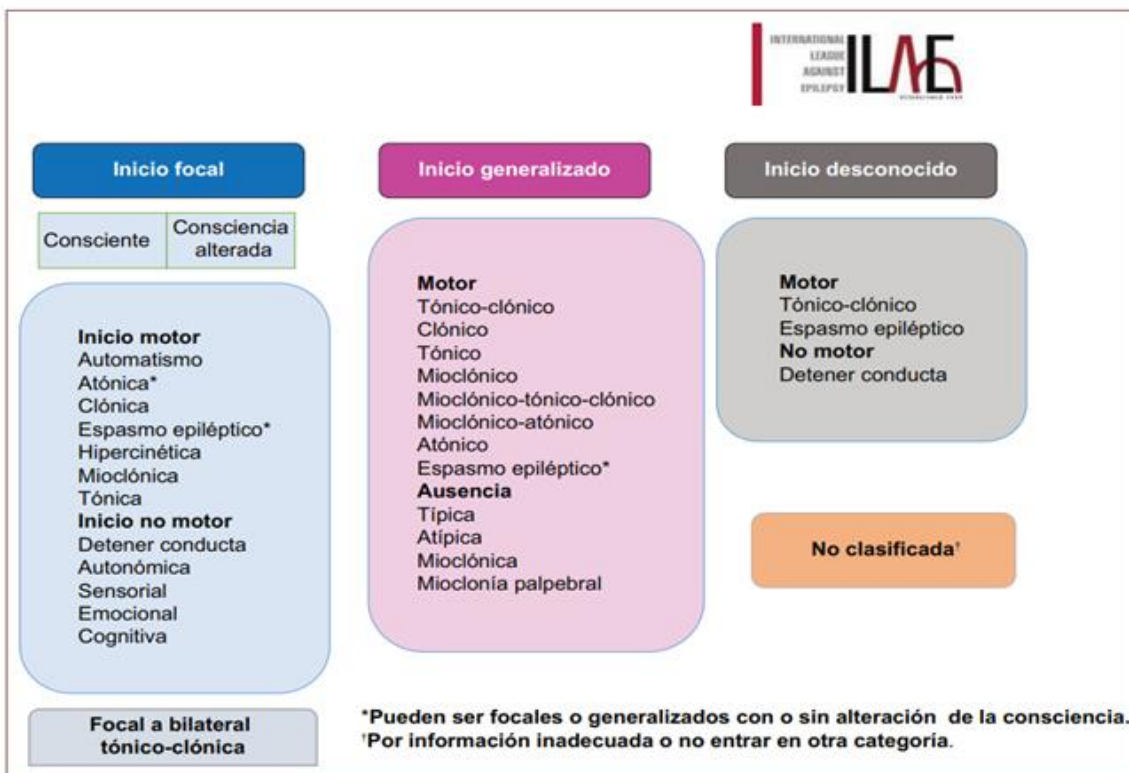 INTERNATIONAL
LEAGUE
AGAINST
EPILEPSY
ILAE
Inicio focal
Consciente
Consciencia
alterada
Inicio motor
Automatismo
Atónica*
Clónica
Espasmo epiléptico*
Hipercinética
Mioclónica
Tónica
Inicio no motor
Detener conducta
Autonómica
Sensorial
Emocional
Cognitiva
Focal a bilateral
tónico-clónica
Inicio generalizado
Motor
Tónico-clónico
Clónico
Tónico
Mioclónico
Mioclónico-tónico-clónico
Mioclónico-atónico
Atónico
Espasmo epiléptico*
Ausencia
Típica
Atípica
Mioclónica
Mioclonía palpebral
Inicio desconocido
Motor
Tónico-clónico
Espasmo epiléptico
No motor
Detener conducta
No clasificada†
*Pueden ser focales o generalizados con o sin alteración de la consciencia.
†Por información inadecuada o no entrar en otra categoría.